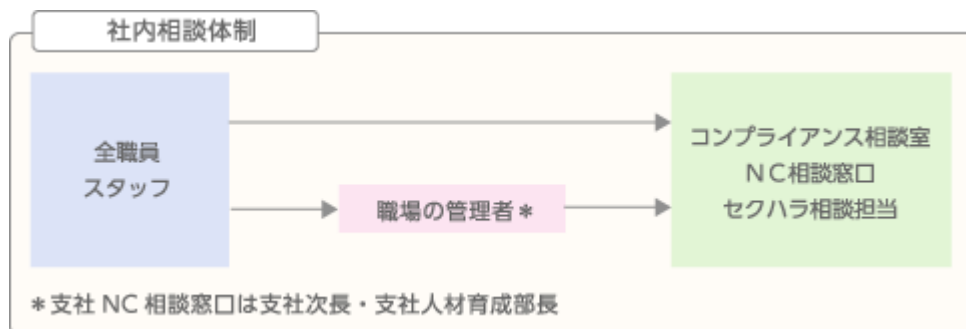 社内相談体制
全職員
スタッフ
職場の管理者＊
コンプライアンス相談室
ＮＣ相談窓口
セクハラ相談担当
＊支社 NC 相談窓口は支社次長・支社人材育成部長